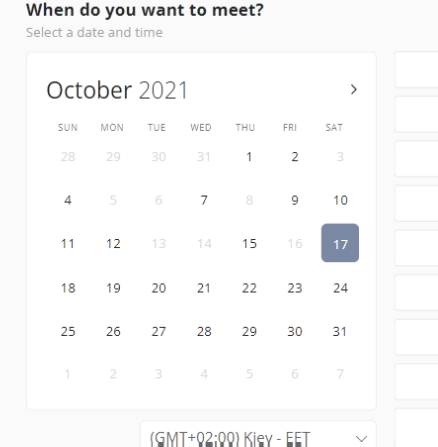 When do you want to meet?
Select a date and time
October 2021
SUN MON TUE WED THU FRI SAT
28 29 30 31 1 2 3
4 5 6 7 8 9 10
11 12 13 14 15 16 17
18 19 20 21 22 23 24
25 26 27 28 29 30 31
1 2 3 4 5 6 7
(GMT+02:00) Kiev - EET